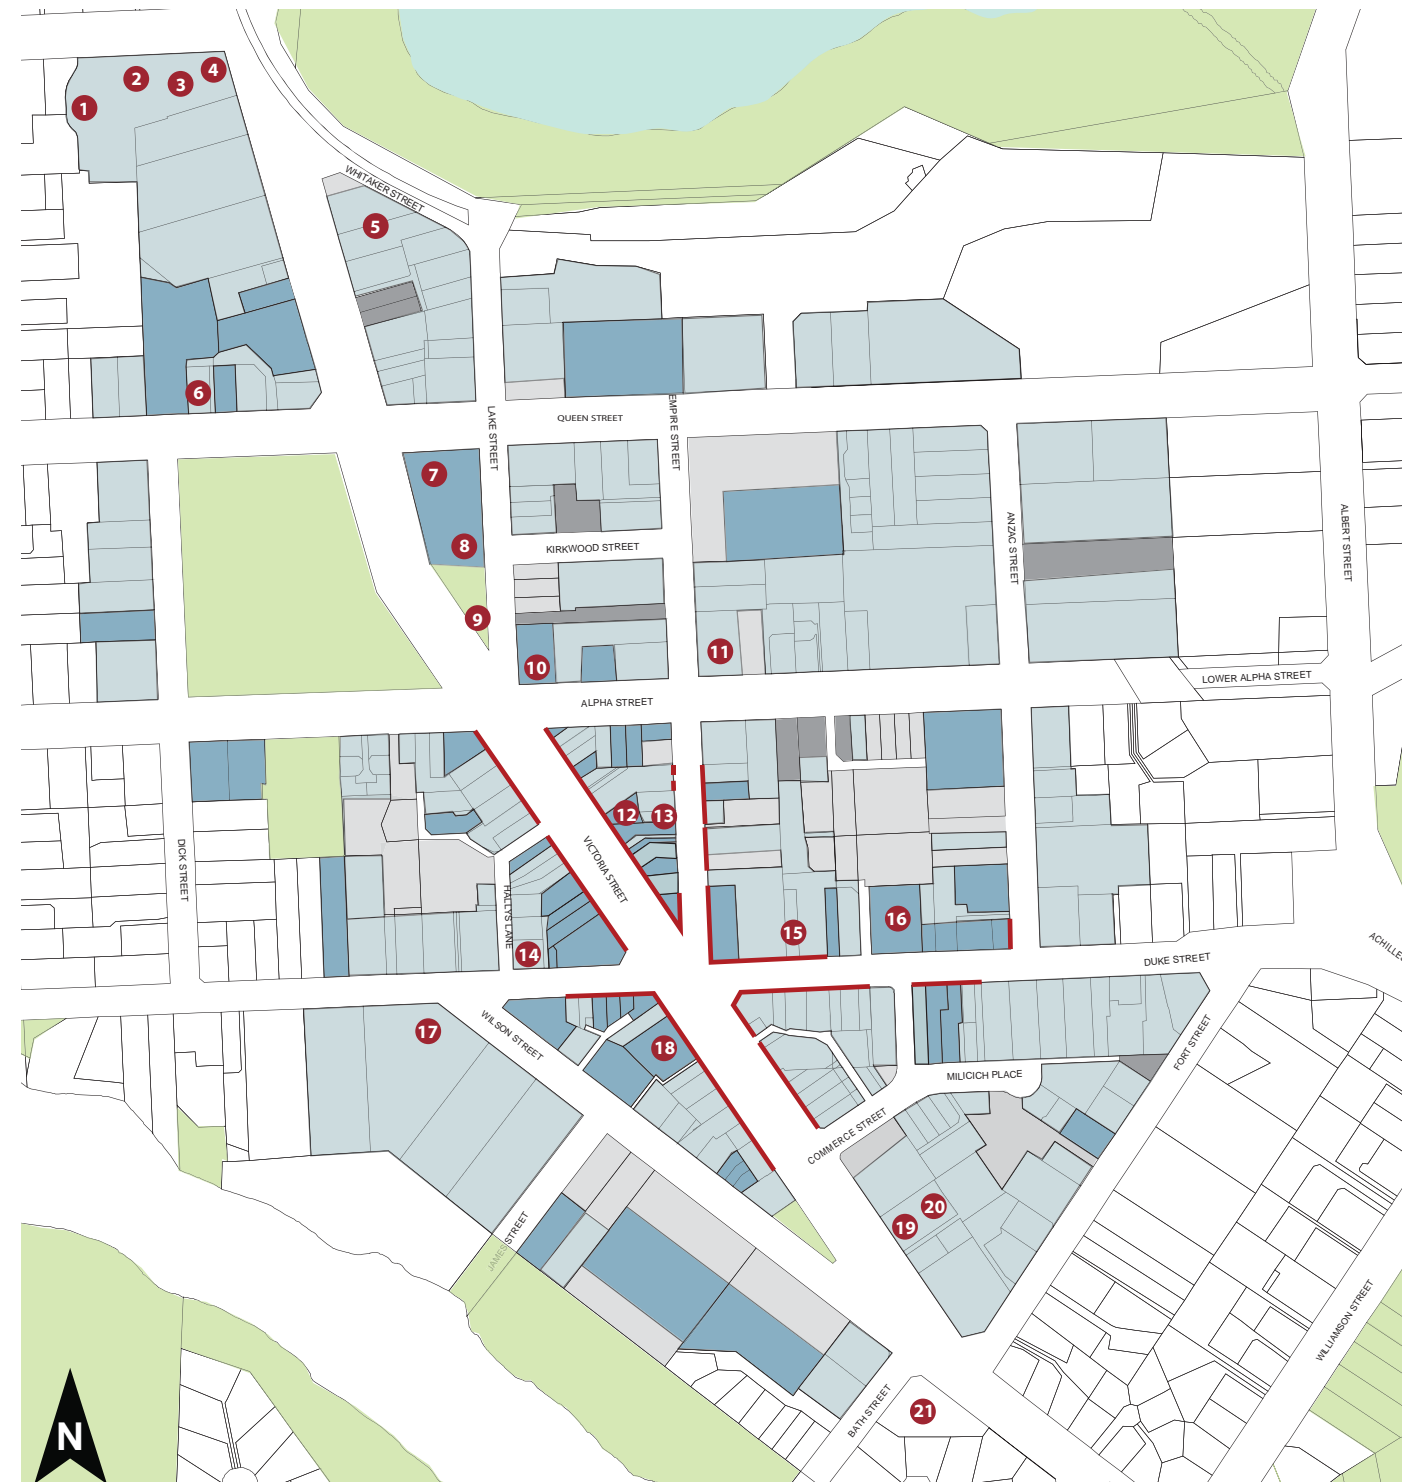 4
2
3
1
WHITAKER STREET
5
6
LAKE STREET
EMPIRE STREET
QUEEN STREET
7
8
KIRKWOOD STREET
ANZAC STREET
ALBERT STREET
9
10
11
LOWER ALPHA STREET
ALPHA STREET
12
13
DICK STREET
VICTORIA STREET
HALLYS LANE
14
15
16
DUKE STREET
ACHILLE
17
WILSON STREET
18
FORT STREET
MILICICH PLACE
COMMERCE STREET
19
20
JAMES STREET
WILLIAMSON STREET
BATH STREET
21
N